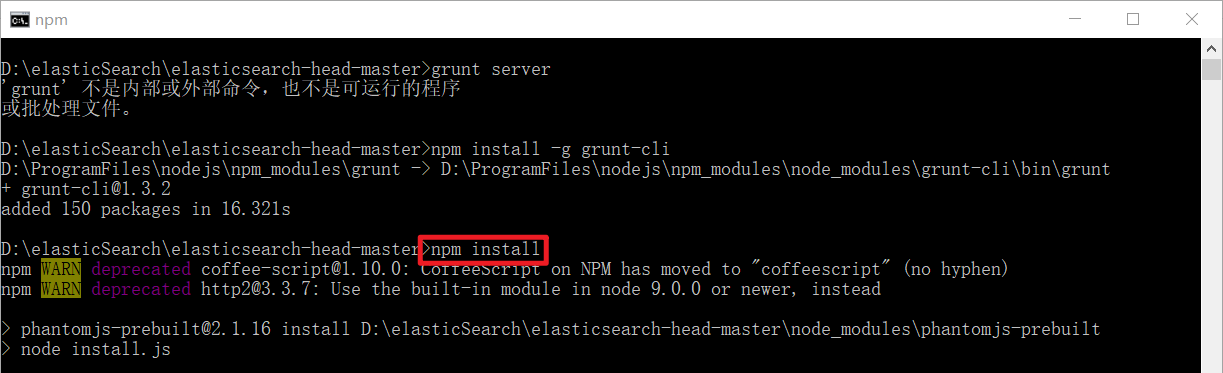 npm
D:\elasticSearch\elasticsearch-head-master>grunt server
'grunt' 不是内部或外部命令，也不是可运行的程序
或批处理文件。
D:\elasticSearch\elasticsearch-head-master>npm install -g grunt-cli
D:\ProgramFiles\nodejs\npm_modules\grunt -> D:\ProgramFiles\nodejs\npm_modules\node_modules\grunt-cli\bin\grunt
+ grunt-cli@1.3.2
added 150 packages in 16.321s
D:\elasticSearch\elasticsearch-head-master>npm install
npm WARN deprecated coffee-script@1.10.0: CoffeeScript on NPM has moved to "coffeescript" (no hyphen)
npm WARN deprecated http2@3.3.7: Use the built-in module in node 9.0.0 or newer, instead
> phantomjs-prebuilt@2.1.16 install D:\elasticSearch\elasticsearch-head-master\node_modules\phantomjs-prebuilt
> node install.js